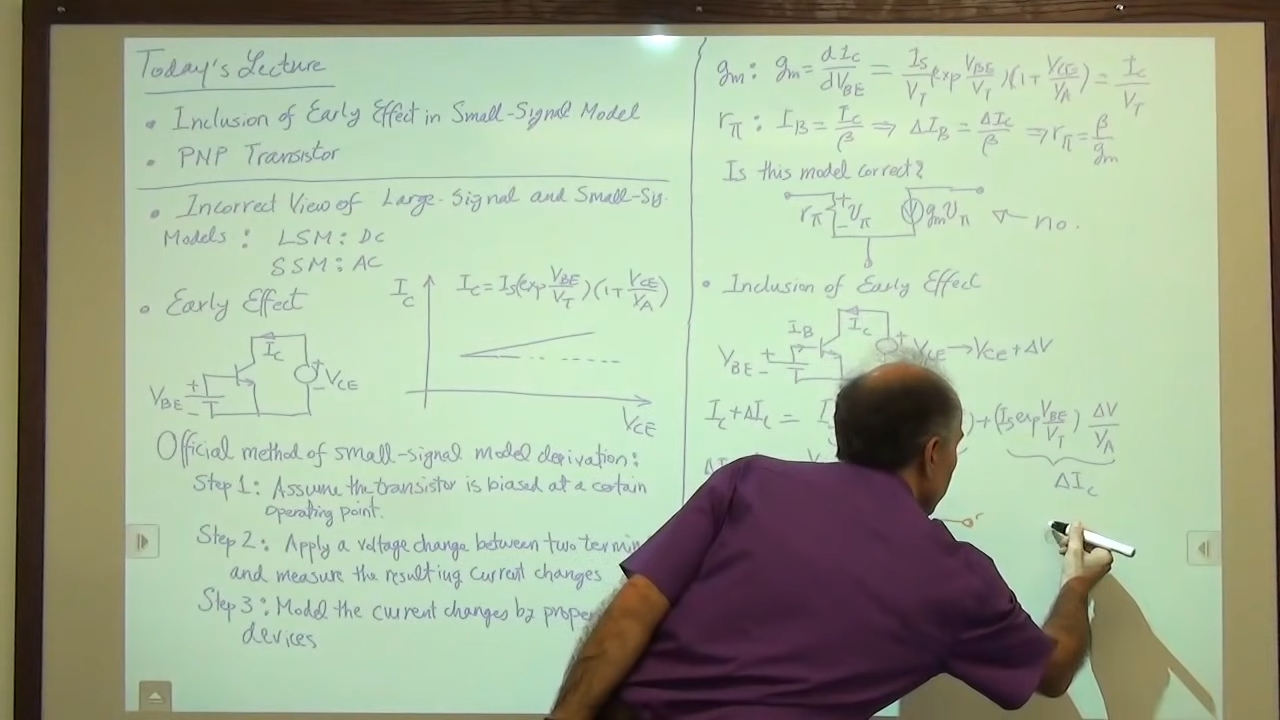 Today's Lecture
• Inclusion of Early Effect in Small-Signal Model
• PNP Transistor
• Incorrect View of Large-Signal and Small-Sig.
Models: LSM: DC
SSM: AC
• Early Effect
I_C
I_C = I_S(exp V_BE/V_T)(1+V_CE/V_A)
I_C
V_BE + −
+ − V_CE
V_CE
Official method of small-signal model derivation:
Step 1: Assume the transistor is biased at a certain
operating point.
Step 2: Apply a voltage change between two
and measure the resulting current changes
Step 3: Model the current changes by
devices
g_m: g_m = dI_C/dV_BE = I_S/V_T (exp V_BE/V_T)(1+V_CE/V_A) = I_C/V_T
r_π: I_B = I_C/β ⇒ ΔI_B = ΔI_C/β ⇒ r_π = β/g_m
Is this model correct?
r_π + − v_π g_m v_π ← no.
• Inclusion of Early Effect
I_B I_C
V_BE + − + V_CE → V_CE + ΔV
I_C + ΔI_C = ) + (I_S exp V_BE/V_T) ΔV/V_A
ΔI_C